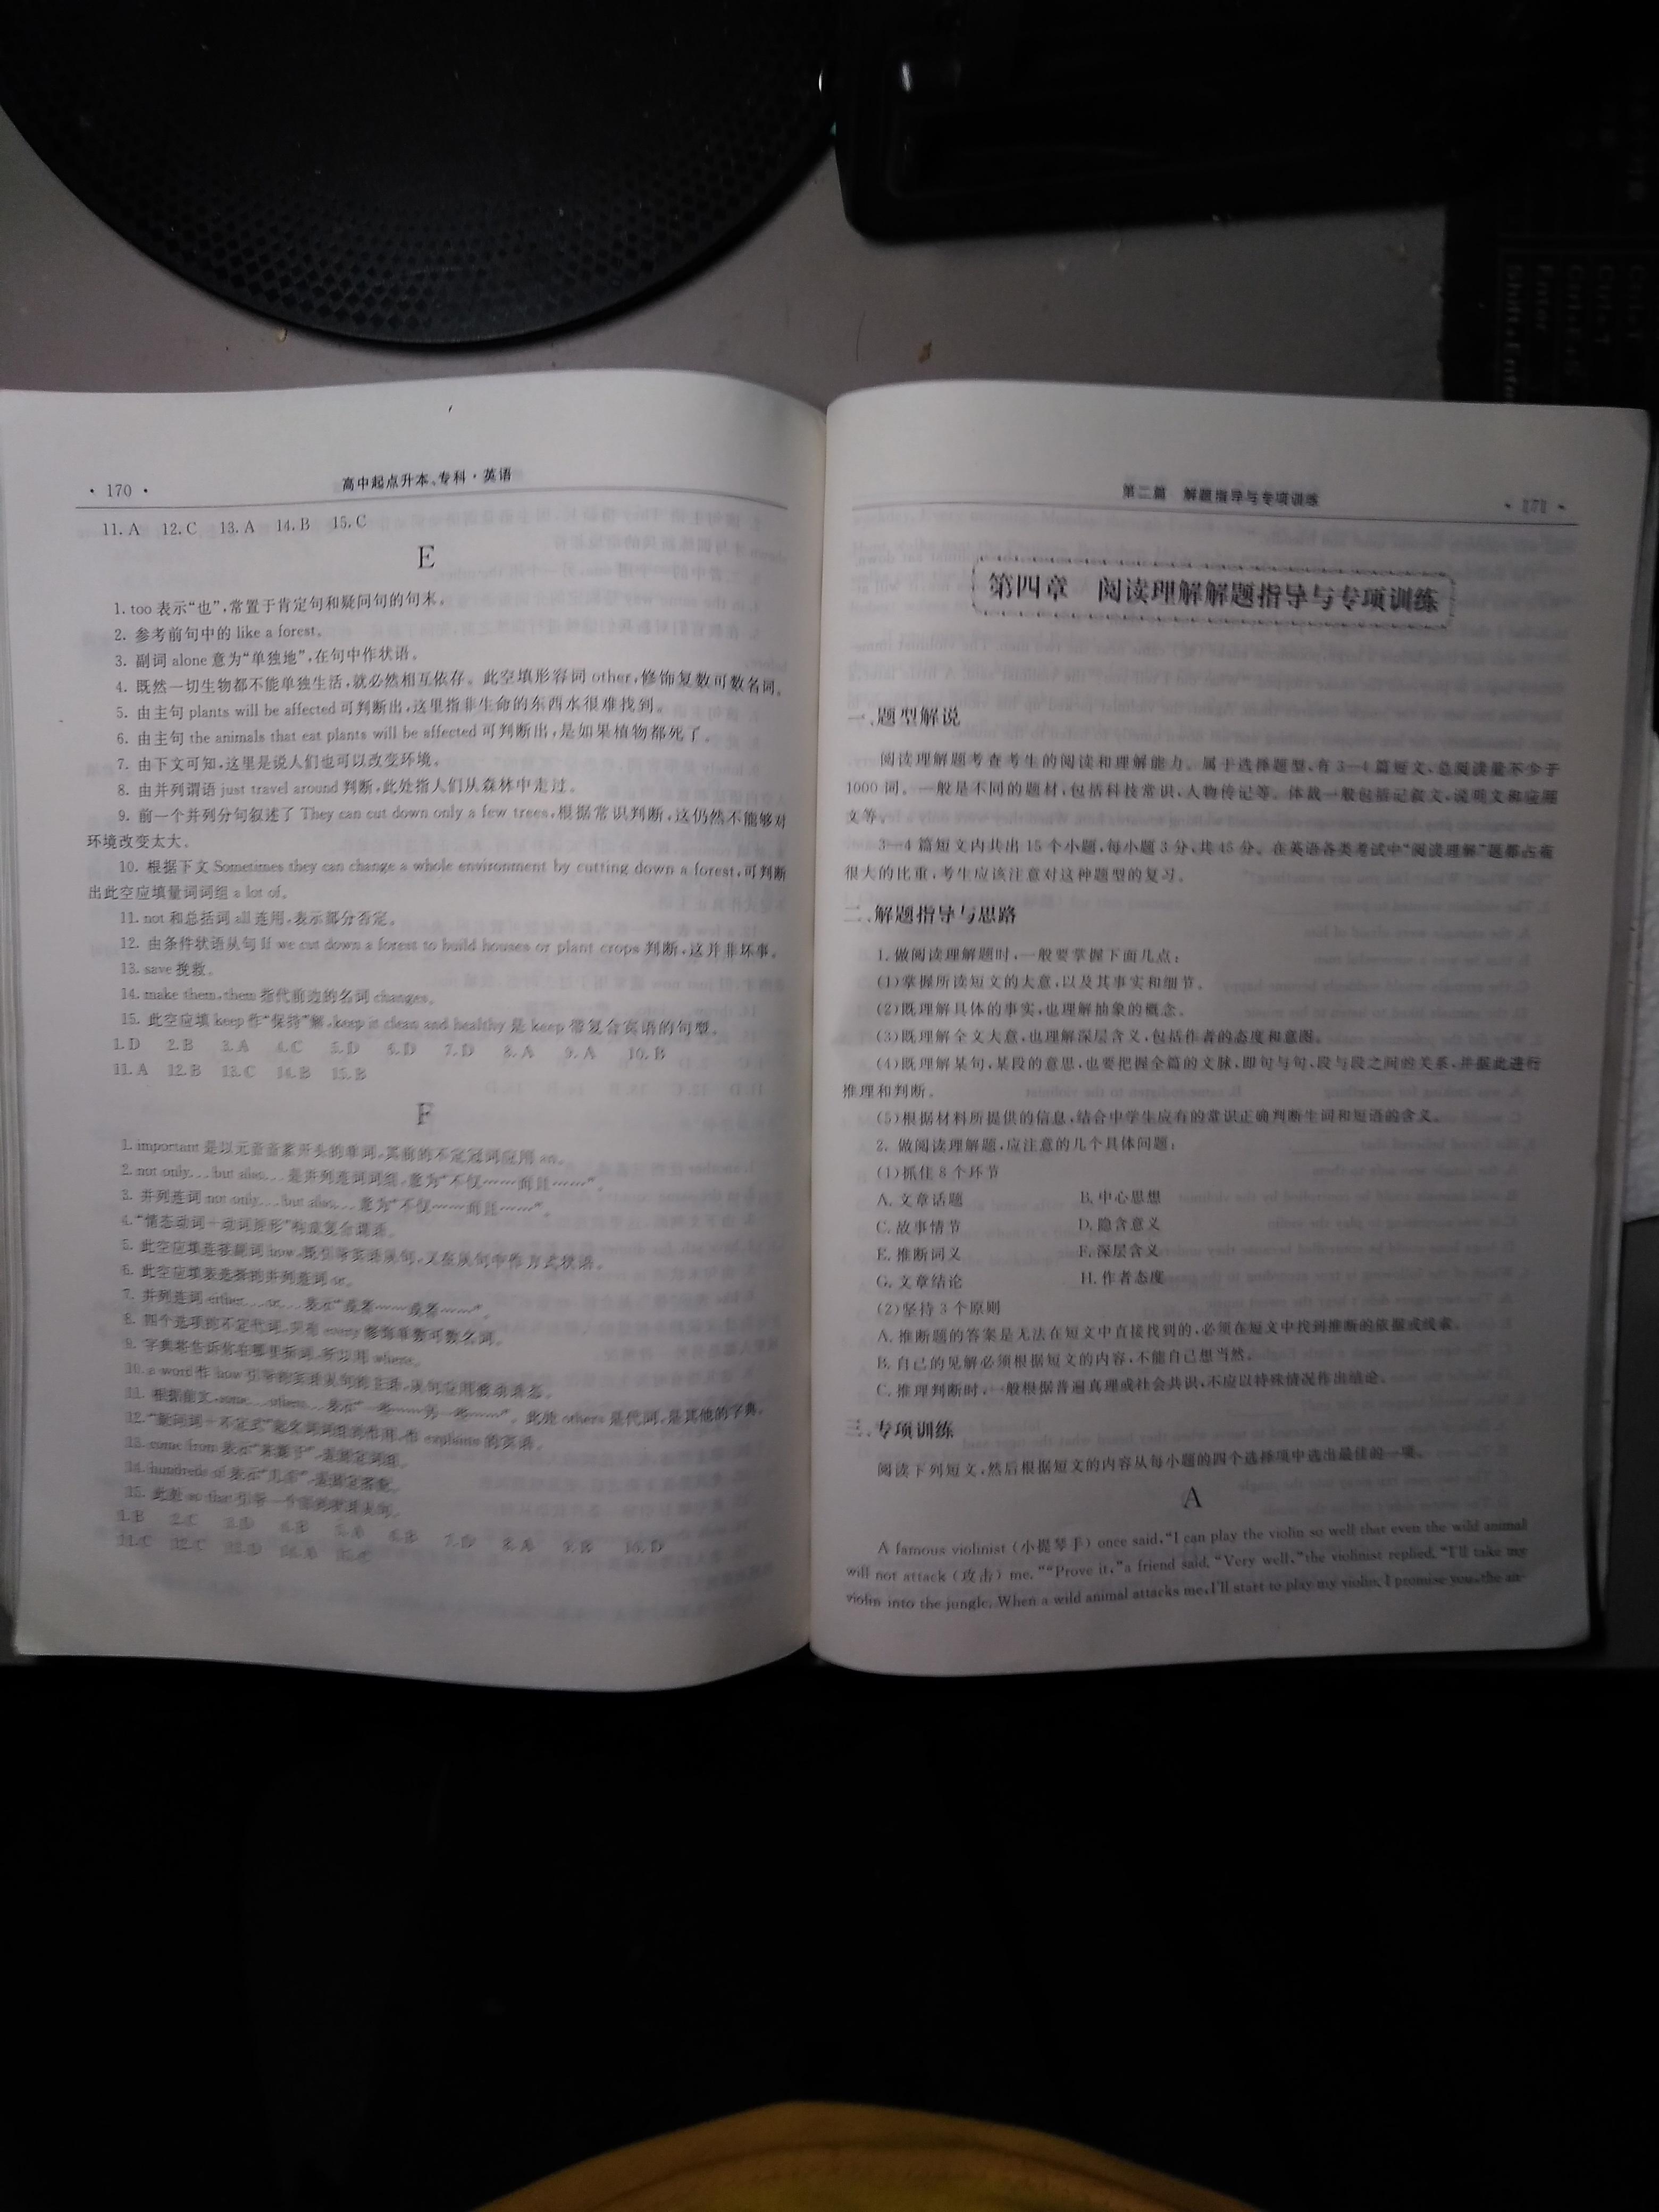 · 170 ·
高中起点升本、专科·英语
11. A 12. C 13. A 14. B 15. C
E
1. too 表示“也”,常置于肯定句和疑问句的句末。
2. 参考前句中的 like a forest。
3. 副词 alone 意为“单独地”,在句中作状语。
4. 既然一切生物都不能单独生活,就必然相互依存。此空填形容词 other,修饰复数可数名词。
5. 由主句 plants will be affected 可判断出,这里指非生命的东西水很难找到。
6. 由主句 the animals that eat plants will be affected 可判断出,是如果植物都死了。
7. 由下文可知,这里是说人们也可以改变环境。
8. 由并列谓语 just travel around 判断,此处指人们从森林中走过。
9. 前一个并列分句叙述了 They can cut down only a few trees,根据常识判断,这仍然不能够对
环境改变太大。
10. 根据下文 Sometimes they can change a whole environment by cutting down a forest,可判断
出此空应填量词词组 a lot of。
11. not 和总括词 all 连用,表示部分否定。
12. 由条件状语从句 If we cut down a forest to build houses or plant crops 判断,这并非坏事。
13. save 挽救。
14. make them,them 指代前边的名词 changes。
15. 此空应填 keep 作“保持”解,keep it clean and healthy 是 keep 带复合宾语的句型。
1. D 2. B 3. A 4. C 5. D 6. D 7. D 8. A 9. A 10. B
11. A 12. B 13. C 14. B 15. B
F
1. important 是以元音音素开头的单词,其前的不定冠词应用 an。
2. not only...but also... 是并列连词词组,意为“不仅……而且……”。
3. 并列连词 not only...but also... 意为“不仅……而且……”。
4. “情态动词+动词原形”构成复合谓语。
5. 此空应填连接副词 how,既引导宾语从句,又在从句中作方式状语。
6. 此空应填表选择的并列连词 or。
7. 并列连词 either...or... 表示“或者……或者……”。
8. 四个选项的不定代词,只有 every 修饰单数可数名词。
9. 字典将告诉你在哪里 所以用 where。
10. a word 作 how 引导的宾语从句的主语,从句应用被动语态。
11. 根据前文,some... others... 表示“一些……另一些……”。此处 others 是代词,是其他的字典。
12. “疑问词+不定式”起名词词组的作用,作 explains 的宾语。
13. come from 表示“来源于”,是固定词组。
14. hundreds of 表示“几百”,是固定搭配。
15. 此处 so that 引导一个
1. B 2. C 3. D 4. B 5. A 6. B 7. D 8. A 9. B 10. D
11. C 12. C 13. D 14. A 15. C
第二篇 解题指导与专项训练
· 171 ·
第四章 阅读理解解题指导与专项训练
一、题型解说
阅读理解题考查考生的阅读和理解能力。属于选择题型,有 3—4 篇短文,总阅读量不少于
1000 词。一般是不同的题材,包括科技常识,人物传记等。体裁一般包括记叙文,说明文和应用
文等。
3—4 篇短文内共出 15 个小题,每小题 3 分,共 45 分。在英语各类考试中“阅读理解”题都占有
很大的比重,考生应该注意对这种题型的复习。
二、解题指导与思路
1. 做阅读理解题时,一般要掌握下面几点:
(1)掌握所读短文的大意,以及其事实和细节。
(2)既理解具体的事实,也理解抽象的概念。
(3)既理解全文大意,也理解深层含义,包括作者的态度和意图。
(4)既理解某句,某段的意思,也要把握全篇的文脉,即句与句,段与段之间的关系,并据此进行
推理和判断。
(5)根据材料所提供的信息,结合中学生应有的常识正确判断生词和短语的含义。
2. 做阅读理解题,应注意的几个具体问题:
(1)抓住 8 个环节
A. 文章话题 B. 中心思想
C. 故事情节 D. 隐含意义
E. 推断词义 F. 深层含义
G. 文章结论 H. 作者态度
(2)坚持 3 个原则
A. 推断题的答案是无法在短文中直接找到的,必须在短文中找到推断的依据或线索。
B. 自己的见解必须根据短文的内容,不能自己想当然。
C. 推理判断时,一般根据普遍真理或社会共识,不应以特殊情况作出结论。
三、专项训练
阅读下列短文,然后根据短文的内容从每小题的四个选择项中选出最佳的一项。
A
A famous violinist (小提琴手) once said,“I can play the violin so well that even the wild animal
will not attack (攻击) me.”“Prove it,”a friend said. “Very well,”the violinist replied. “I'll take my
violin into the jungle. When a wild animal attacks me,I'll start to play my violin. I promise you,the an-
Enter